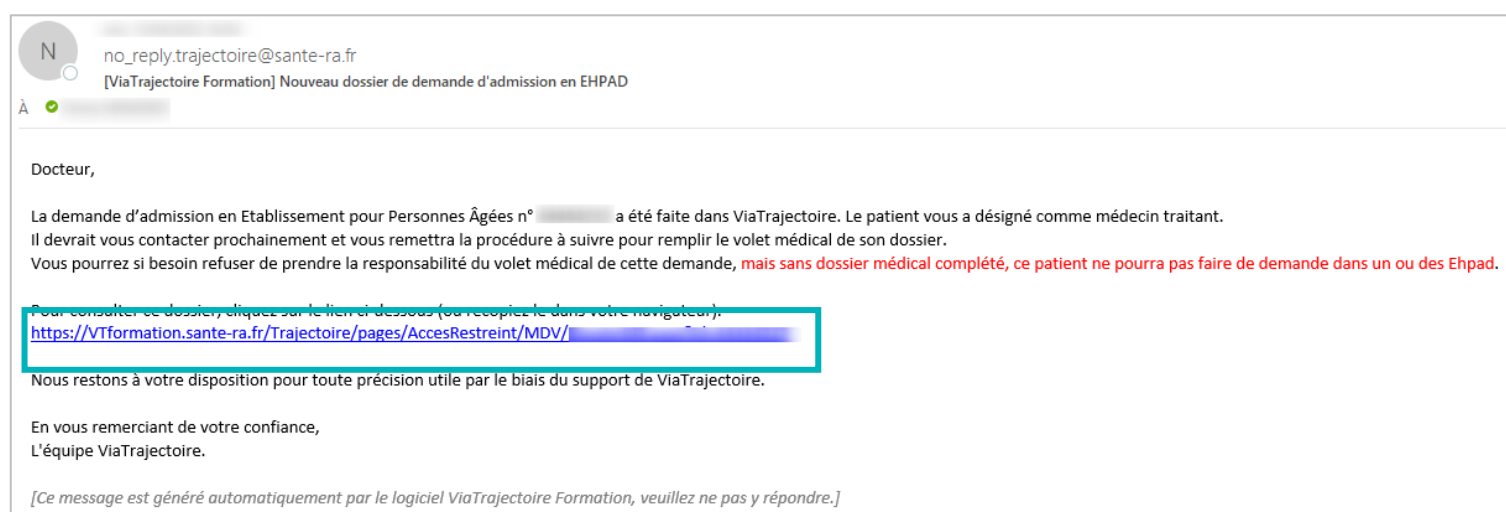 N
no_reply.trajectoire@sante-ra.fr
[ViaTrajectoire Formation] Nouveau dossier de demande d'admission en EHPAD
À
Docteur,
La demande d’admission en Etablissement pour Personnes Âgées n° a été faite dans ViaTrajectoire. Le patient vous a désigné comme médecin traitant.
Il devrait vous contacter prochainement et vous remettra la procédure à suivre pour remplir le volet médical de son dossier.
Vous pourrez si besoin refuser de prendre la responsabilité du volet médical de cette demande, mais sans dossier médical complété, ce patient ne pourra pas faire de demande dans un ou des Ehpad.
Pour consulter ce dossier, cliquez sur le lien ci-dessous (ou recopiez-le dans votre navigateur):
https://VTformation.sante-ra.fr/Trajectoire/pages/AccesRestreint/MDV/
Nous restons à votre disposition pour toute précision utile par le biais du support de ViaTrajectoire.
En vous remerciant de votre confiance,
L'équipe ViaTrajectoire.
[Ce message est généré automatiquement par le logiciel ViaTrajectoire Formation, veuillez ne pas y répondre.]